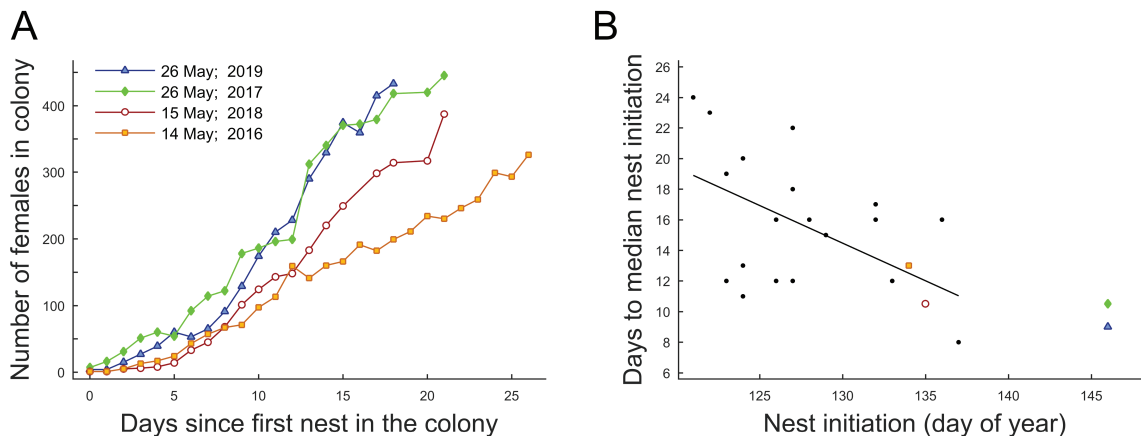 A
Number of females in colony
400
300
200
100
0
26 May; 2019
26 May; 2017
15 May; 2018
14 May; 2016
0 5 10 15 20 25
Days since first nest in the colony
B
Days to median nest initiation
26
24
22
20
18
16
14
12
10
8
6
125 130 135 140 145
Nest initiation (day of year)